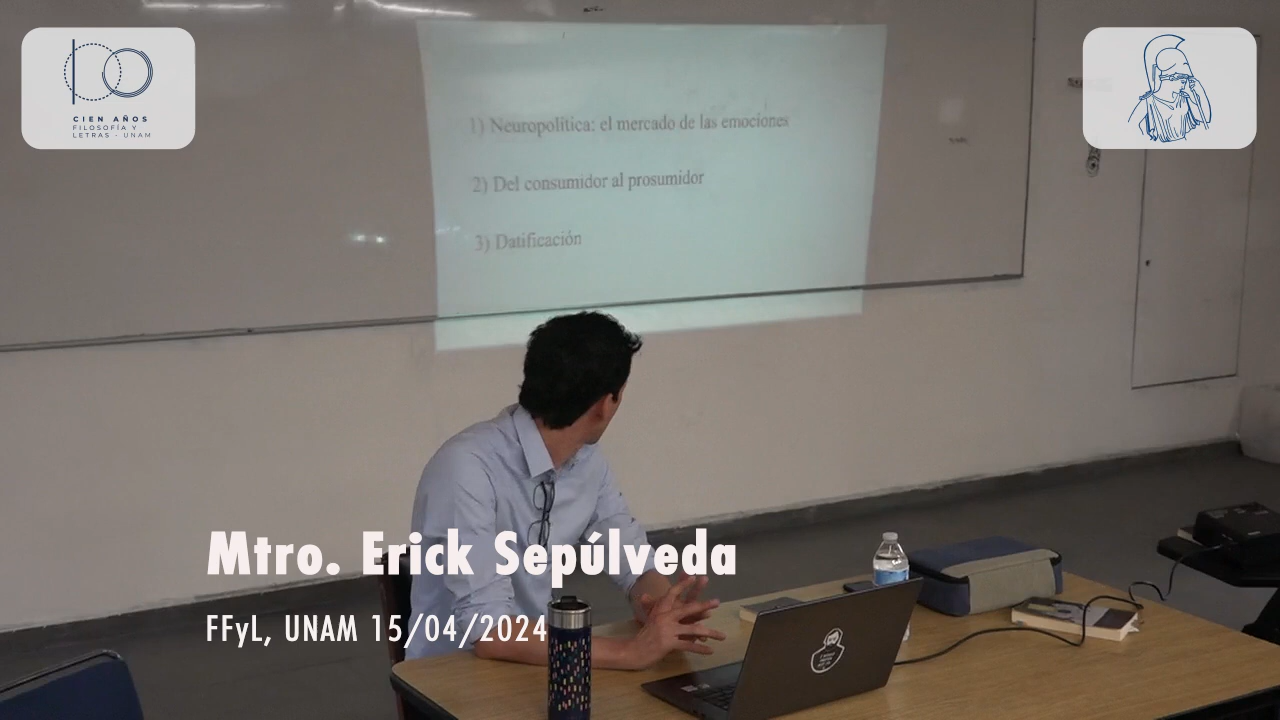 CIEN AÑOS
FILOSOFÍA Y
LETRAS - UNAM
1) Neuropolítica: el mercado de las emociones
2) Del consumidor al prosumidor
3) Datificación
Mtro. Erick Sepúlveda
FFyL, UNAM 15/04/2024